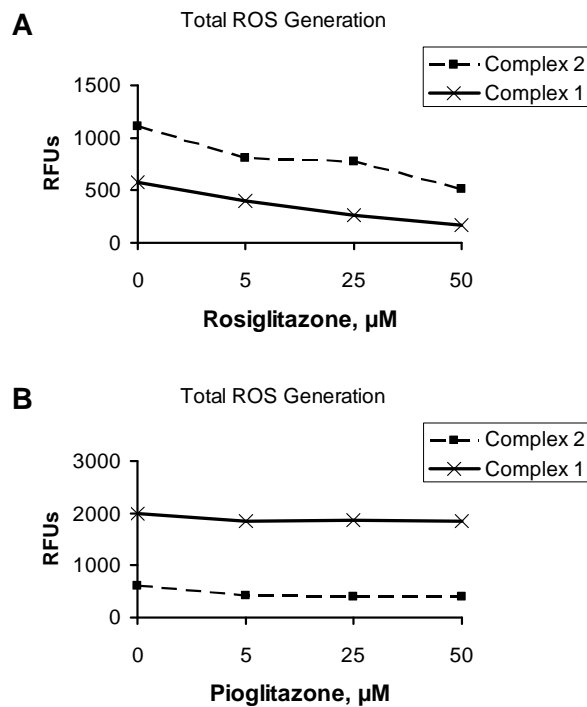 A
Total ROS Generation
Complex 2
Complex 1
1500
1000
500
0
RFUs
0 5 25 50
Rosiglitazone, µM
B
Total ROS Generation
Complex 2
Complex 1
3000
2000
1000
0
RFUs
0 5 25 50
Pioglitazone, µM